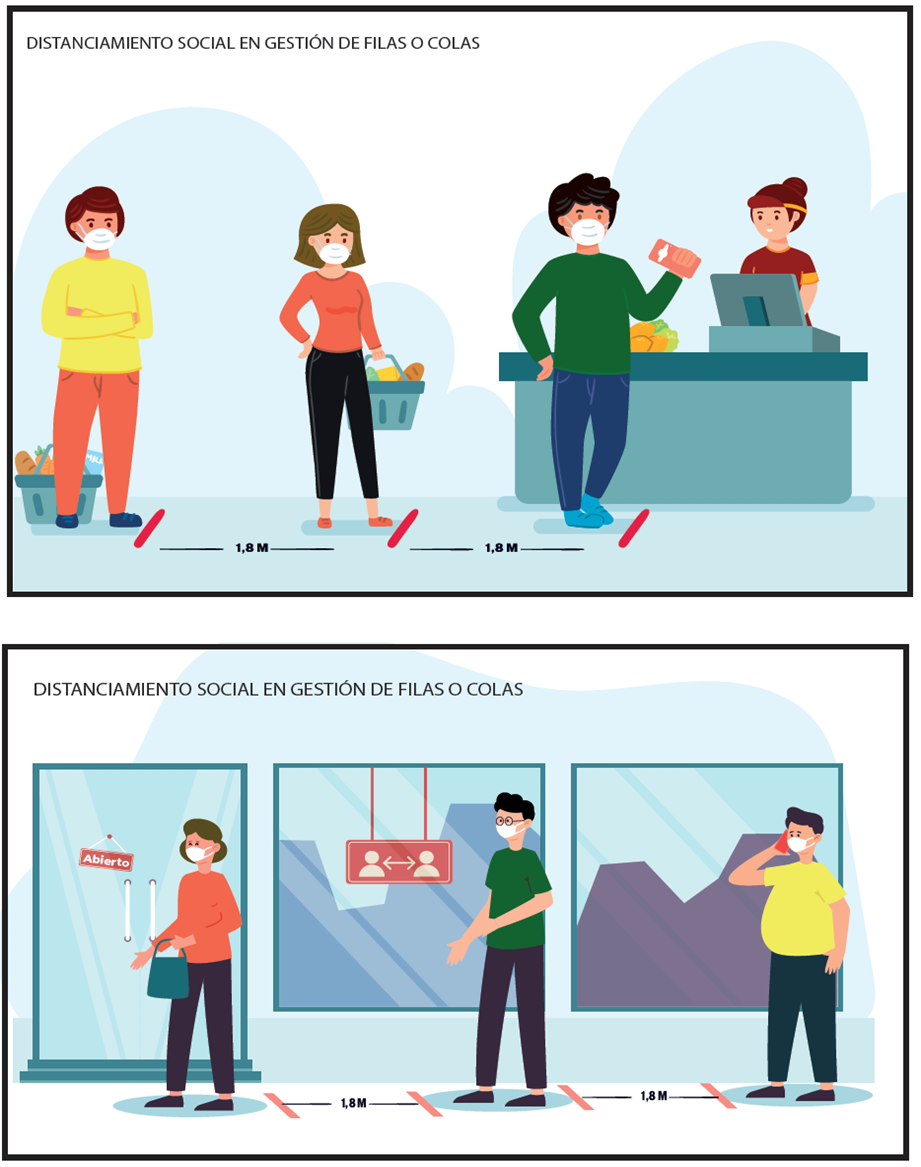 DISTANCIAMIENTO SOCIAL EN GESTIÓN DE FILAS O COLAS
MILK
1,8 M
1,8 M
DISTANCIAMIENTO SOCIAL EN GESTIÓN DE FILAS O COLAS
Abierto
1,8 M
1,8 M